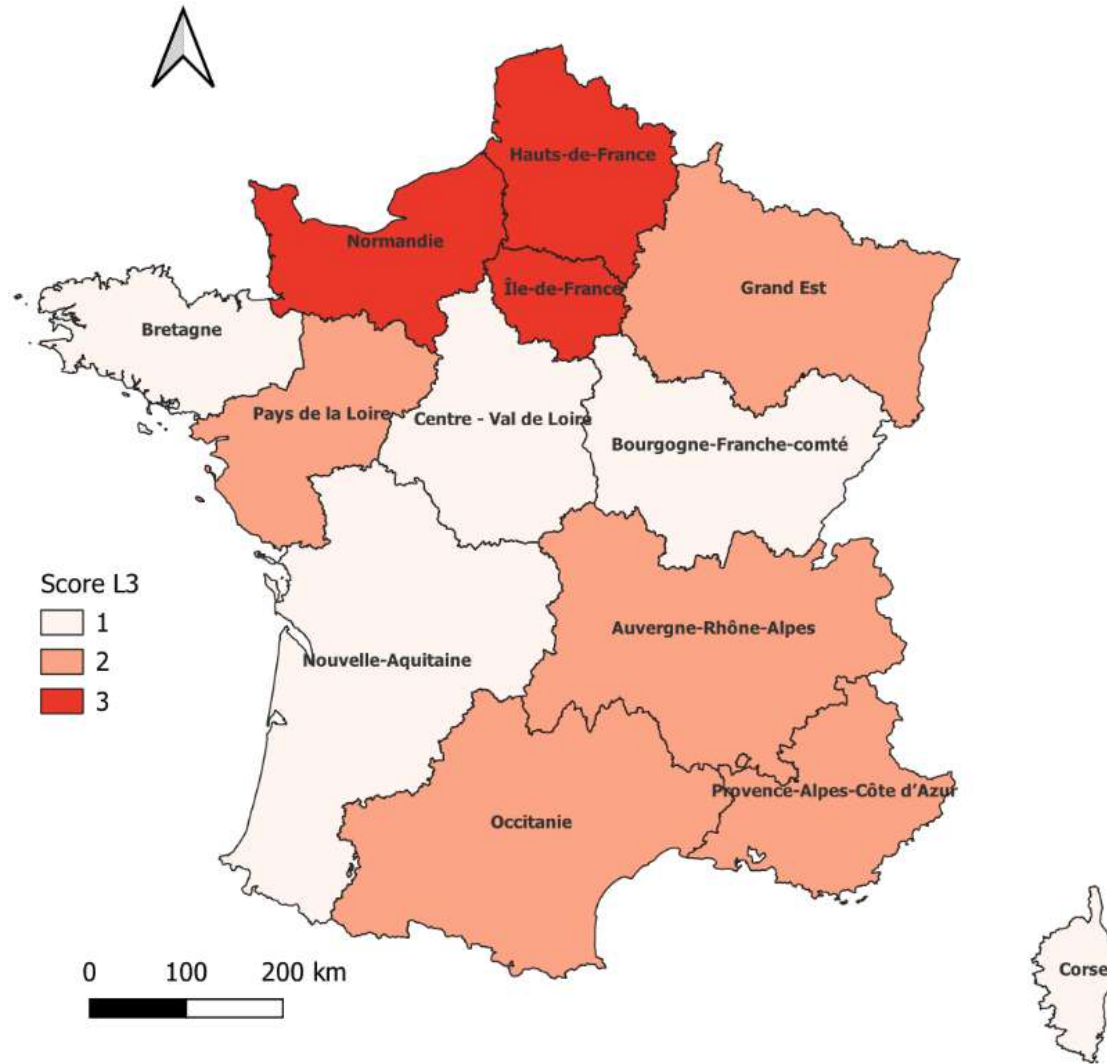 Hauts-de-France
Normandie
Île-de-France
Grand Est
Bretagne
Pays de la Loire
Centre - Val de Loire
Bourgogne-Franche-comté
Score L3
1
2
3
Auvergne-Rhône-Alpes
Nouvelle-Aquitaine
Provence-Alpes-Côte d’Azur
Occitanie
0 100 200 km
Corse